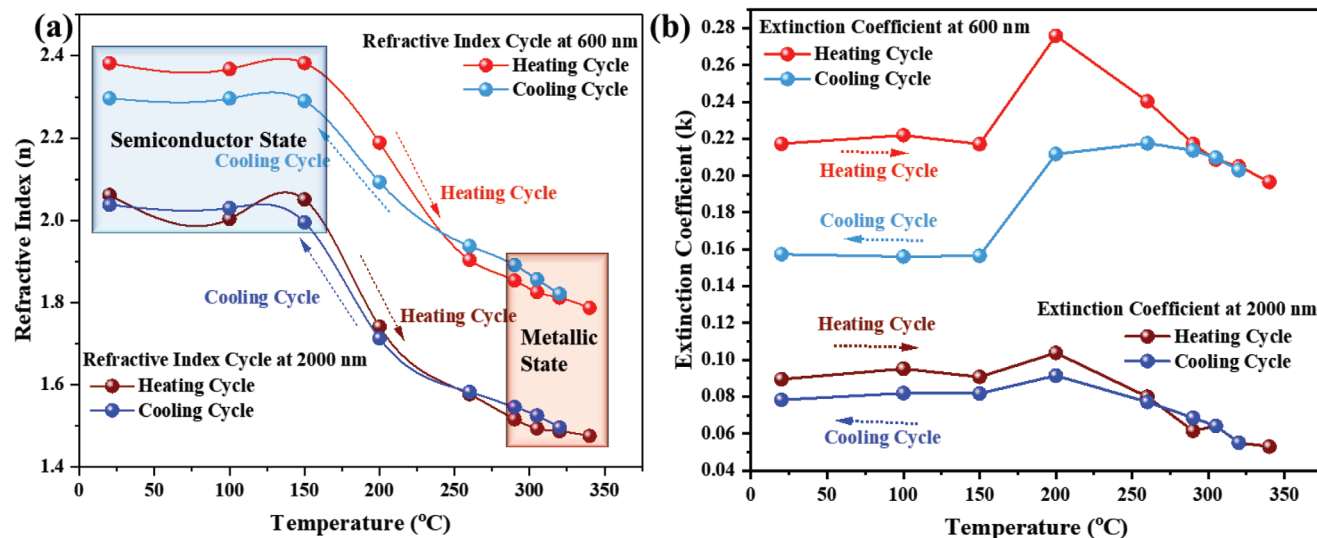 (a)
Refractive Index Cycle at 600 nm
Heating Cycle
Cooling Cycle
Semiconductor State
Cooling Cycle
Heating Cycle
Cooling Cycle
Heating Cycle
Metallic
State
Refractive Index Cycle at 2000 nm
Heating Cycle
Cooling Cycle
Refractive Index (n)
2.4
2.2
2.0
1.8
1.6
1.4
0 50 100 150 200 250 300 350
Temperature (ºC)
(b)
Extinction Coefficient at 600 nm
Heating Cycle
Cooling Cycle
Heating Cycle
Cooling Cycle
Heating Cycle
Cooling Cycle
Extinction Coefficient at 2000 nm
Heating Cycle
Cooling Cycle
Extinction Coefficient (k)
0.28
0.26
0.24
0.22
0.20
0.18
0.16
0.14
0.12
0.10
0.08
0.06
0.04
0 50 100 150 200 250 300 350
Temperature (ºC)